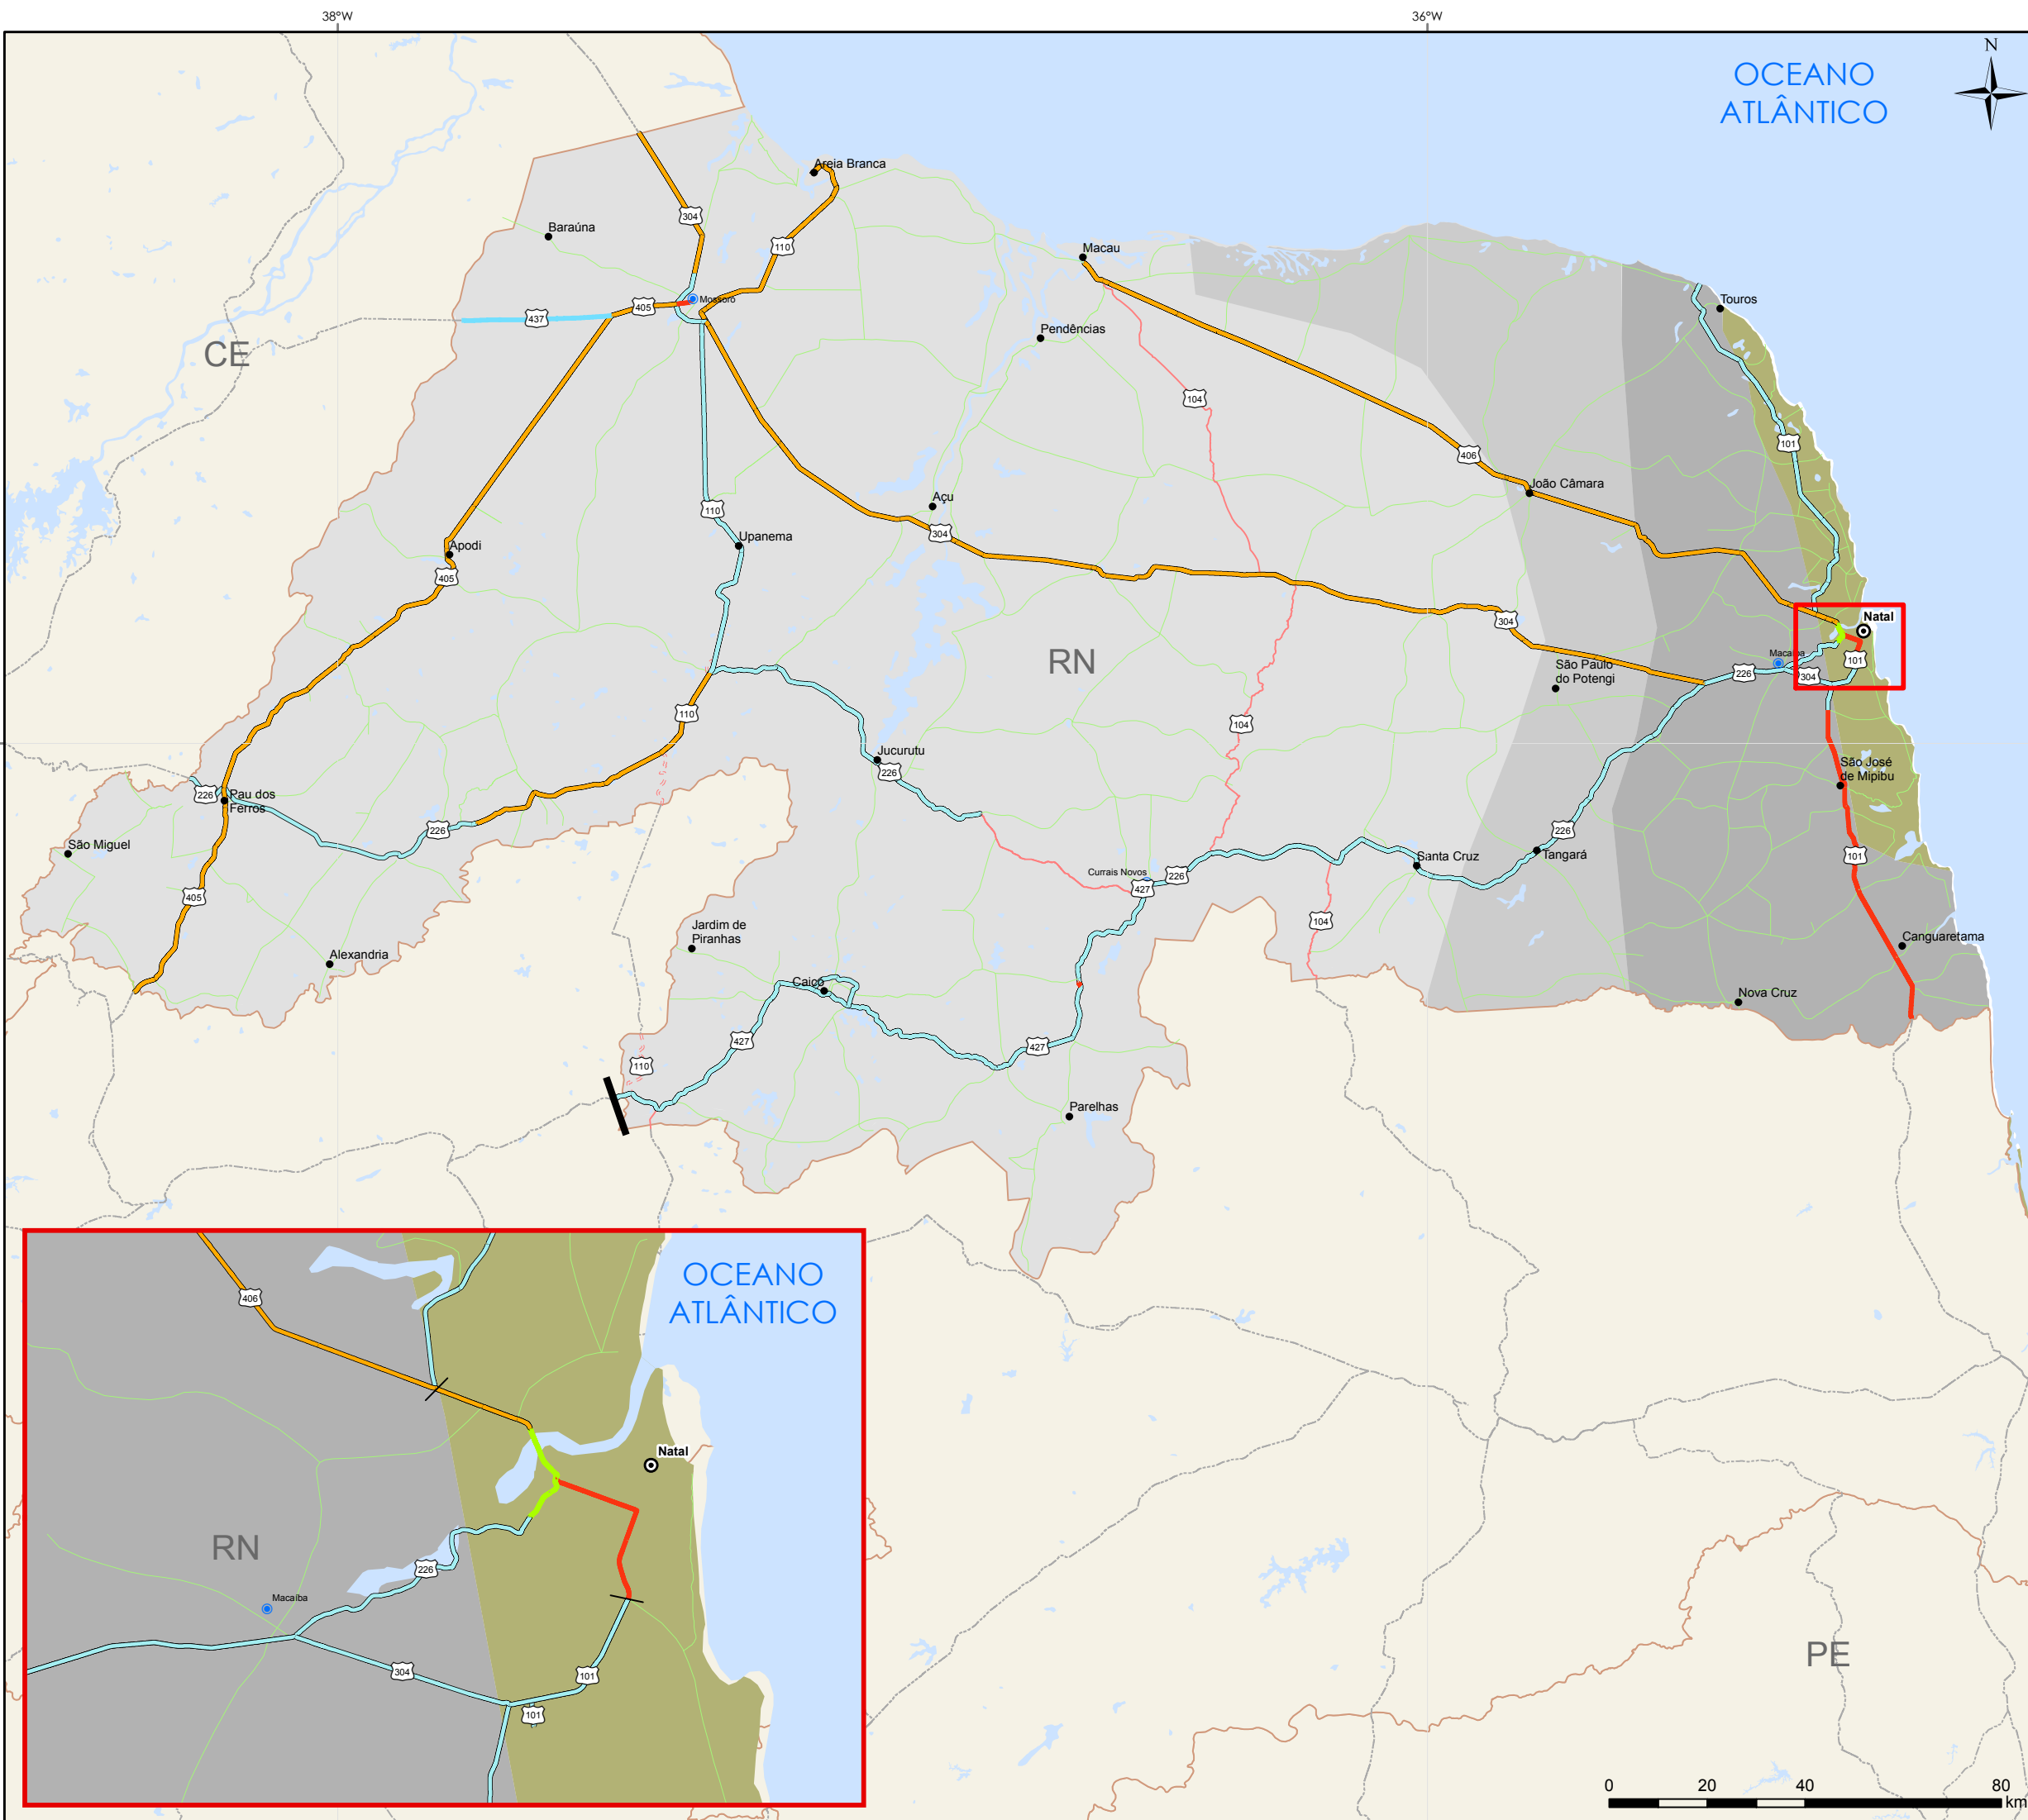 38°W
36°W
OCEANO
ATLÂNTICO
N
Areia Branca
304
Baraúna
110
Macau
Mossoró
405
437
Touros
Pendências
CE
104
101
406
João Câmara
Açu
110
304
Upanema
Apodi
405
Natal
304
RN
Macaíba
101
226
304
São Paulo
do Potengi
110
104
Jucurutu
226
São José
de Mipibu
226
Pau dos
Ferros
226
226
São Miguel
Tangará
101
Santa Cruz
Currais Novos
226
427
405
104
Jardim de
Piranhas
Canguaretama
Alexandria
Caicó
Nova Cruz
427
427
110
Parelhas
OCEANO
ATLÂNTICO
406
Natal
RN
226
Macaíba
304
101
101
PE
0 20 40 80
km